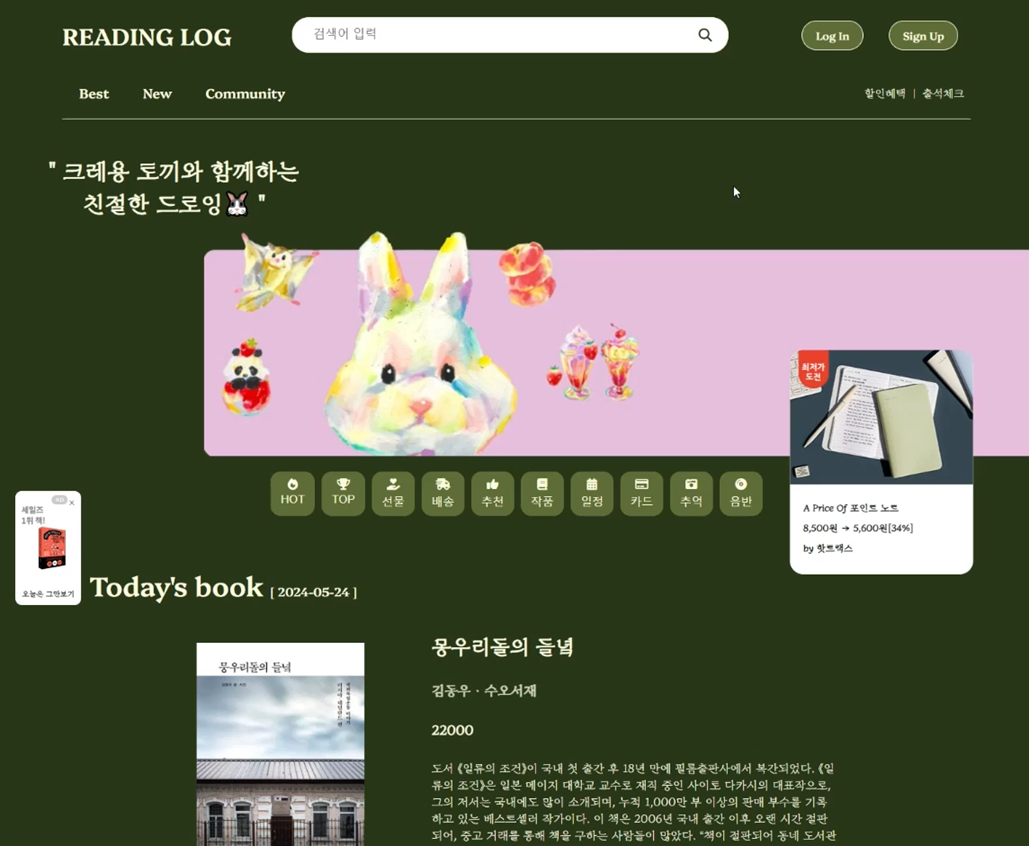 READING LOG
검색어 입력
Log In
Sign Up
Best
New
Community
할인혜택 | 출석체크
" 크레용 토끼와 함께하는
친절한 드로잉🐰 "
최저가
도전
A Price Of 포인트 노트
8,500원 → 5,600원[34%]
by 핫트랙스
HOT
TOP
선물
배송
추천
작품
일정
카드
추억
음반
AD
세일즈
1위 책!
오늘은 그만보기
Today's book [ 2024-05-24 ]
뭉우리돌의 들녘
몽우리돌의 들녘
김동우 · 수오서재
22000
도서 《일류의 조건》이 국내 첫 출간 후 18년 만에 필름출판사에서 복간되었다. 《일
류의 조건》은 일본 메이지 대학교 교수로 재직 중인 사이토 다카시의 대표작으로,
그의 저서는 국내에도 많이 소개되며, 누적 1,000만 부 이상의 판매 부수를 기록
하고 있는 베스트셀러 작가이다. 이 책은 2006년 국내 출간 이후 오랜 시간 절판
되어, 중고 거래를 통해 책을 구하는 사람들이 많았다. "책이 절판되어 동네 도서관